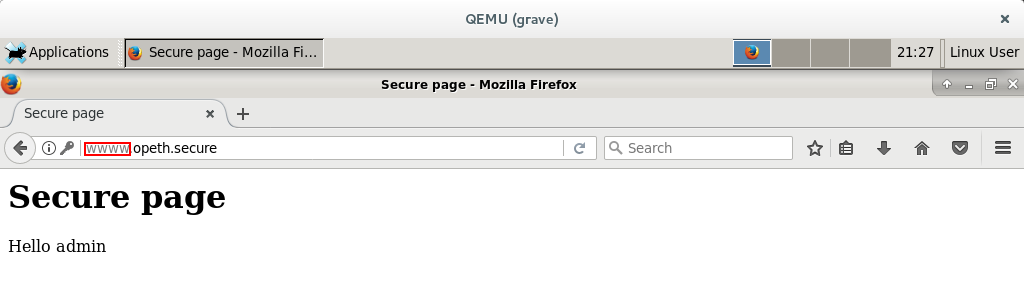 QEMU (grave)
Applications Secure page - Mozilla Fi... 21:27 Linux User
Secure page - Mozilla Firefox
Secure page
wwww.opeth.secure Search
Secure page
Hello admin